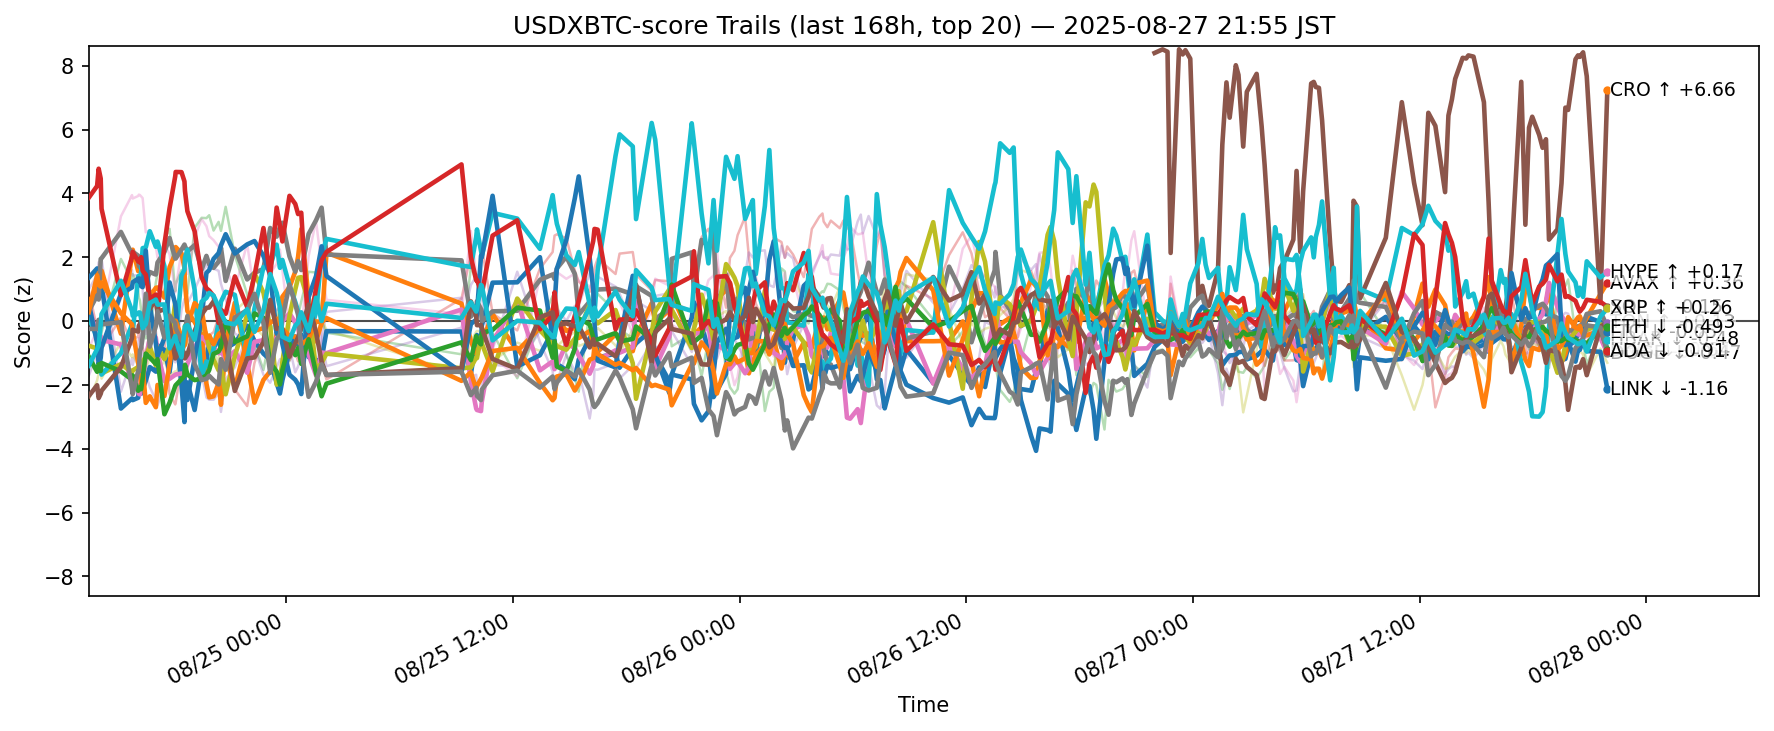 USDXBTC-score Trails (last 168h, top 20) — 2025-08-27 21:55 JST
Score (z)
8
6
4
2
0
−2
−4
−6
−8
CRO ↑ +6.66
HYPE ↑ +0.17
AVAX ↑ +0.36
XRP ↑ +0.26
ETH ↓ -0.49
ADA ↓ -0.91
LINK ↓ -1.16
08/25 00:00
08/25 12:00
08/26 00:00
08/26 12:00
08/27 00:00
08/27 12:00
08/28 00:00
Time